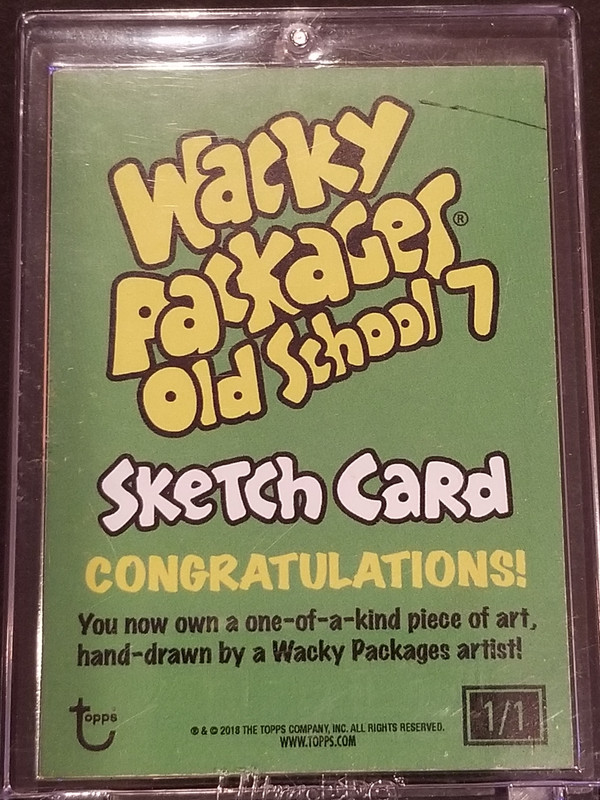 Wacky
Packages®
Old School 7
Sketch Card
CONGRATULATIONS!
You now own a one-of-a-kind piece of art,
hand-drawn by a Wacky Packages artist!
Topps®
® & © 2018 THE TOPPS COMPANY, INC. ALL RIGHTS RESERVED.
WWW.TOPPS.COM
1/1